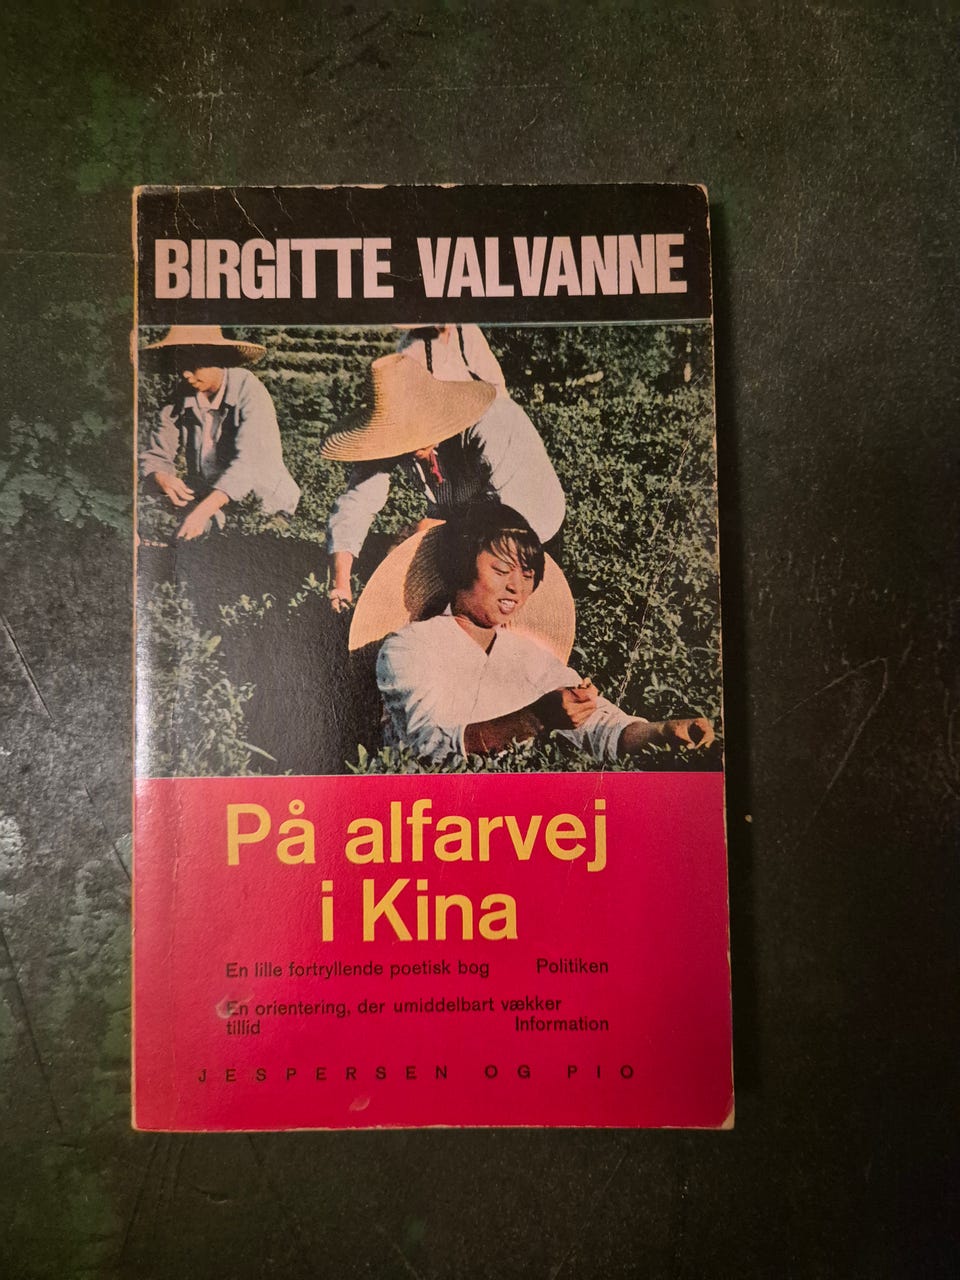 BIRGITTE VALVANNE
På alfarvej
i Kina
En lille fortryllende poetisk bog Politiken
En orientering, der umiddelbart vækker
tillid Information
JESPERSEN OG PIO